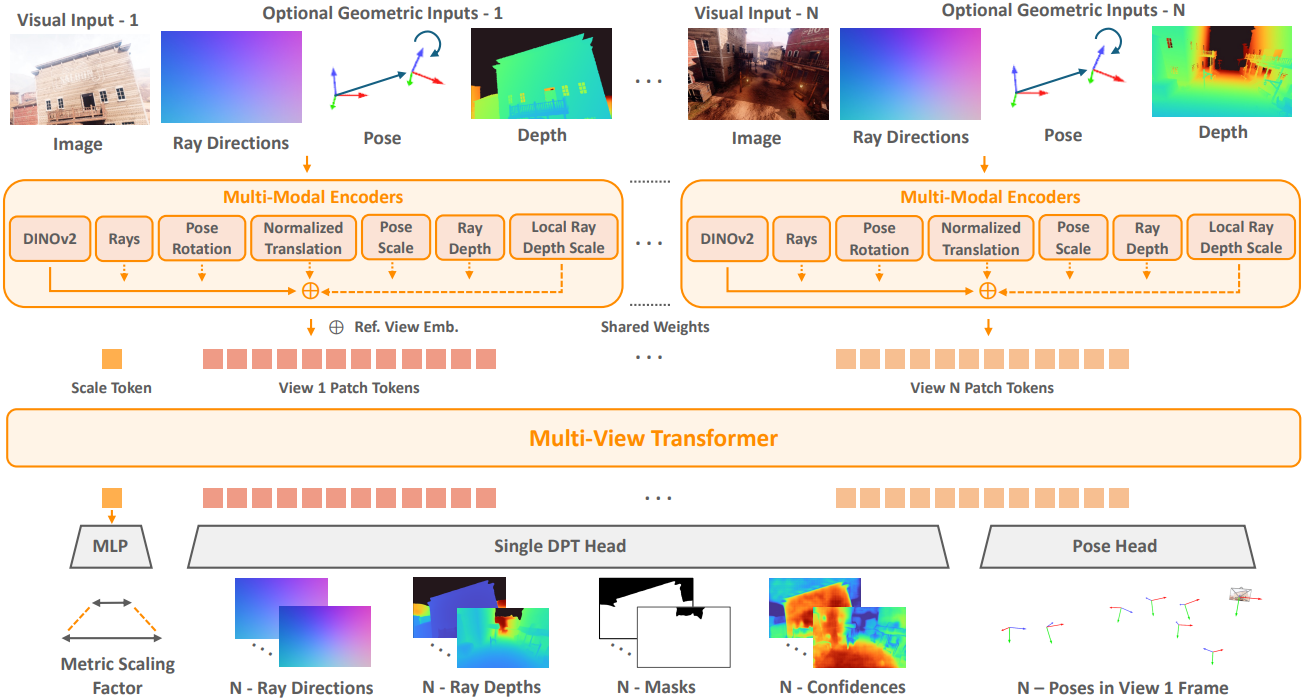 Visual Input - 1
Optional Geometric Inputs - 1
Visual Input - N
Optional Geometric Inputs - N
Image
Ray Directions
Pose
Depth
. . .
Image
Ray Directions
Pose
Depth
Multi-Modal Encoders
DINOv2
Rays
Pose
Rotation
Normalized
Translation
Pose
Scale
Ray
Depth
Local Ray
Depth Scale
. . .
Multi-Modal Encoders
DINOv2
Rays
Pose
Rotation
Normalized
Translation
Pose
Scale
Ray
Depth
Local Ray
Depth Scale
⊕ Ref. View Emb.
Shared Weights
. . .
Scale Token
View 1 Patch Tokens
View N Patch Tokens
Multi-View Transformer
. . .
MLP
Single DPT Head
Pose Head
Metric Scaling
Factor
N - Ray Directions
N - Ray Depths
N - Masks
N - Confidences
N – Poses in View 1 Frame